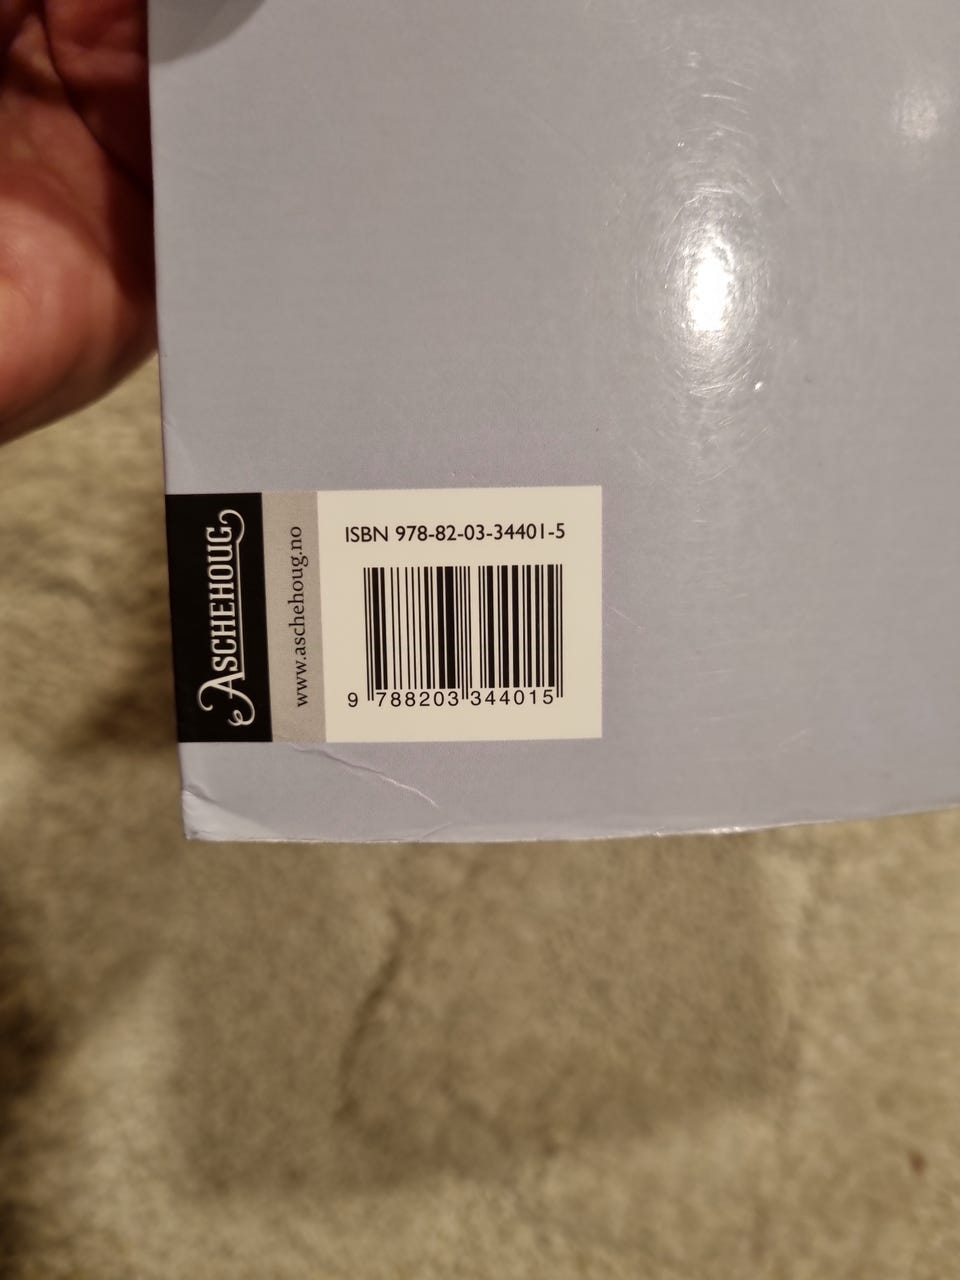 ASCHEHOUG
www.aschehoug.no
ISBN 978-82-03-34401-5
9 788203 344015